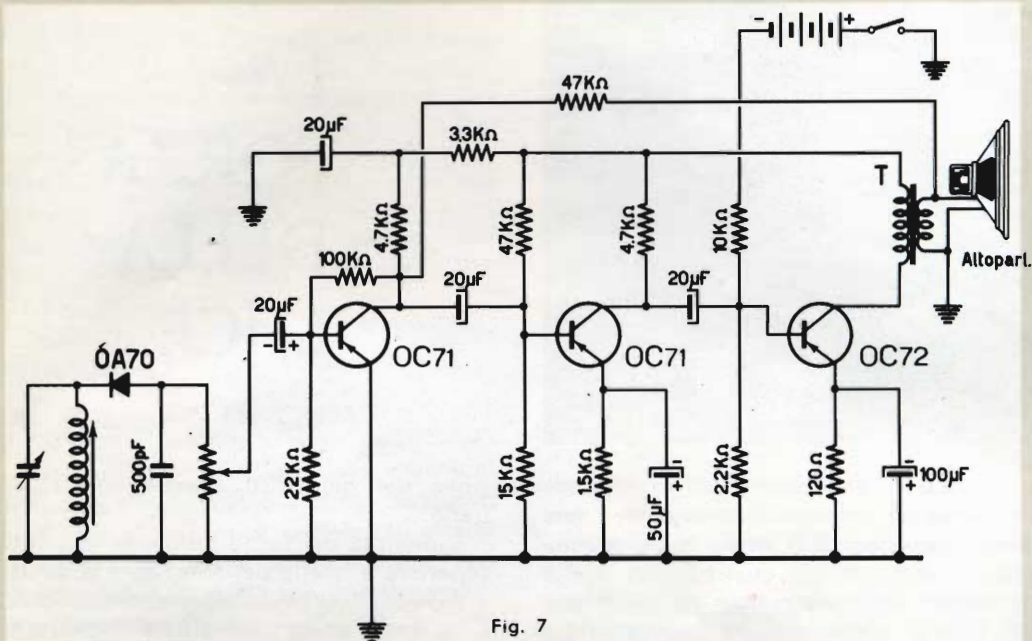 - +
47KΩ
20µF
3.3KΩ
T
4.7KΩ
47KΩ
4.7KΩ
10KΩ
Altoparl.
100KΩ
20µF
20µF
20µF
+
OA70
OC71
OC71
OC72
500pF
22KΩ
15KΩ
1.5KΩ
-
+
50µF
2.2KΩ
120Ω
-
+
100µF
Fig. 7